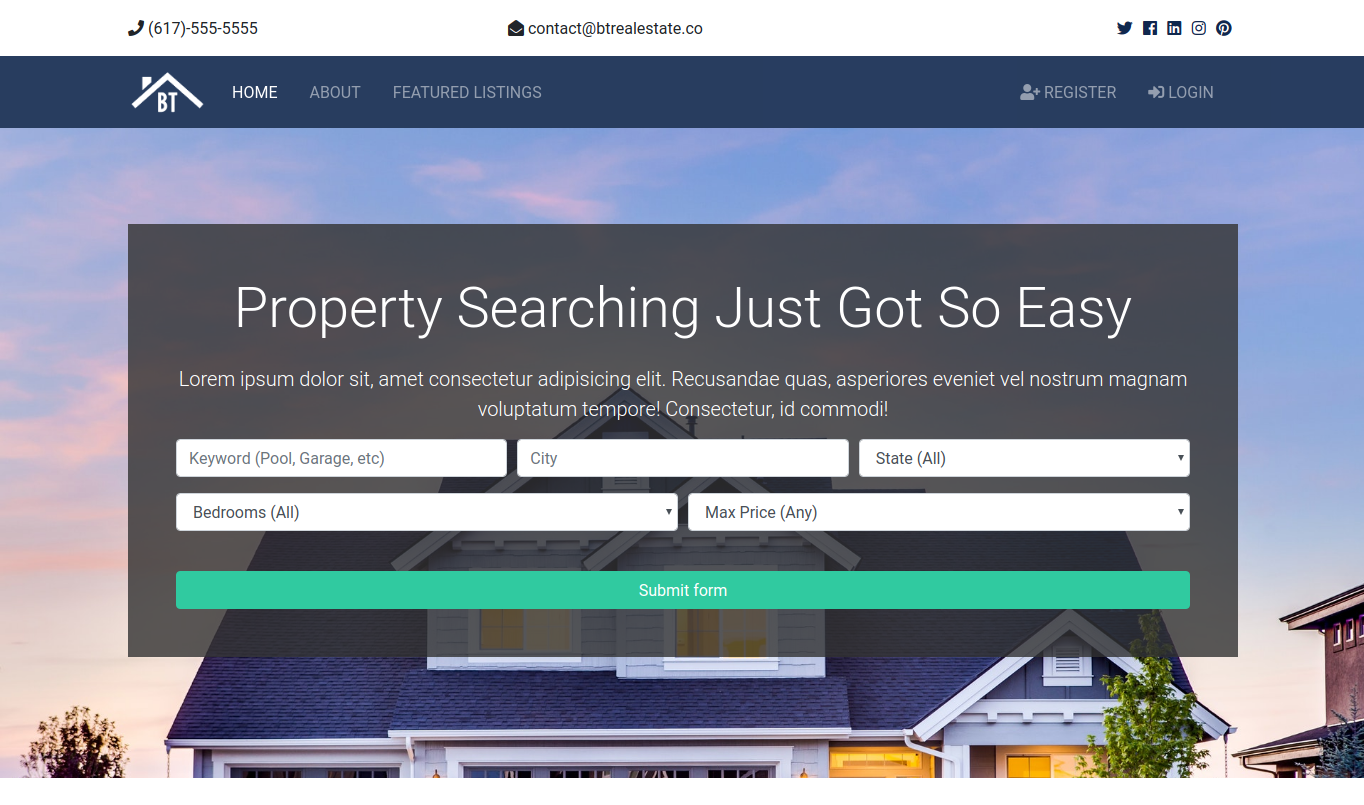 (617)-555-5555
contact@btrealestate.co
BT
HOME
ABOUT
FEATURED LISTINGS
REGISTER
LOGIN
Property Searching Just Got So Easy
Lorem ipsum dolor sit, amet consectetur adipisicing elit. Recusandae quas, asperiores eveniet vel nostrum magnam
voluptatum tempore! Consectetur, id commodi!
Keyword (Pool, Garage, etc)
City
State (All)
Bedrooms (All)
Max Price (Any)
Submit form